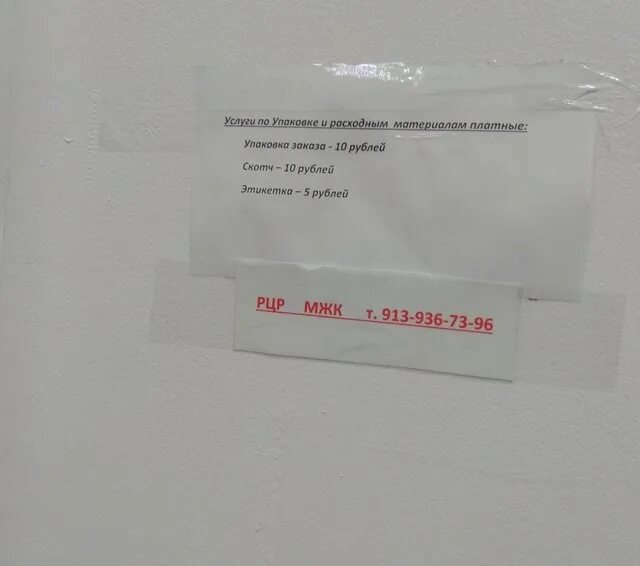 Услуги по Упаковке и расходным материалам платные:
Упаковка заказа - 10 рублей
Скотч – 10 рублей
Этикетка – 5 рублей
РЦР МЖК т. 913-936-73-96